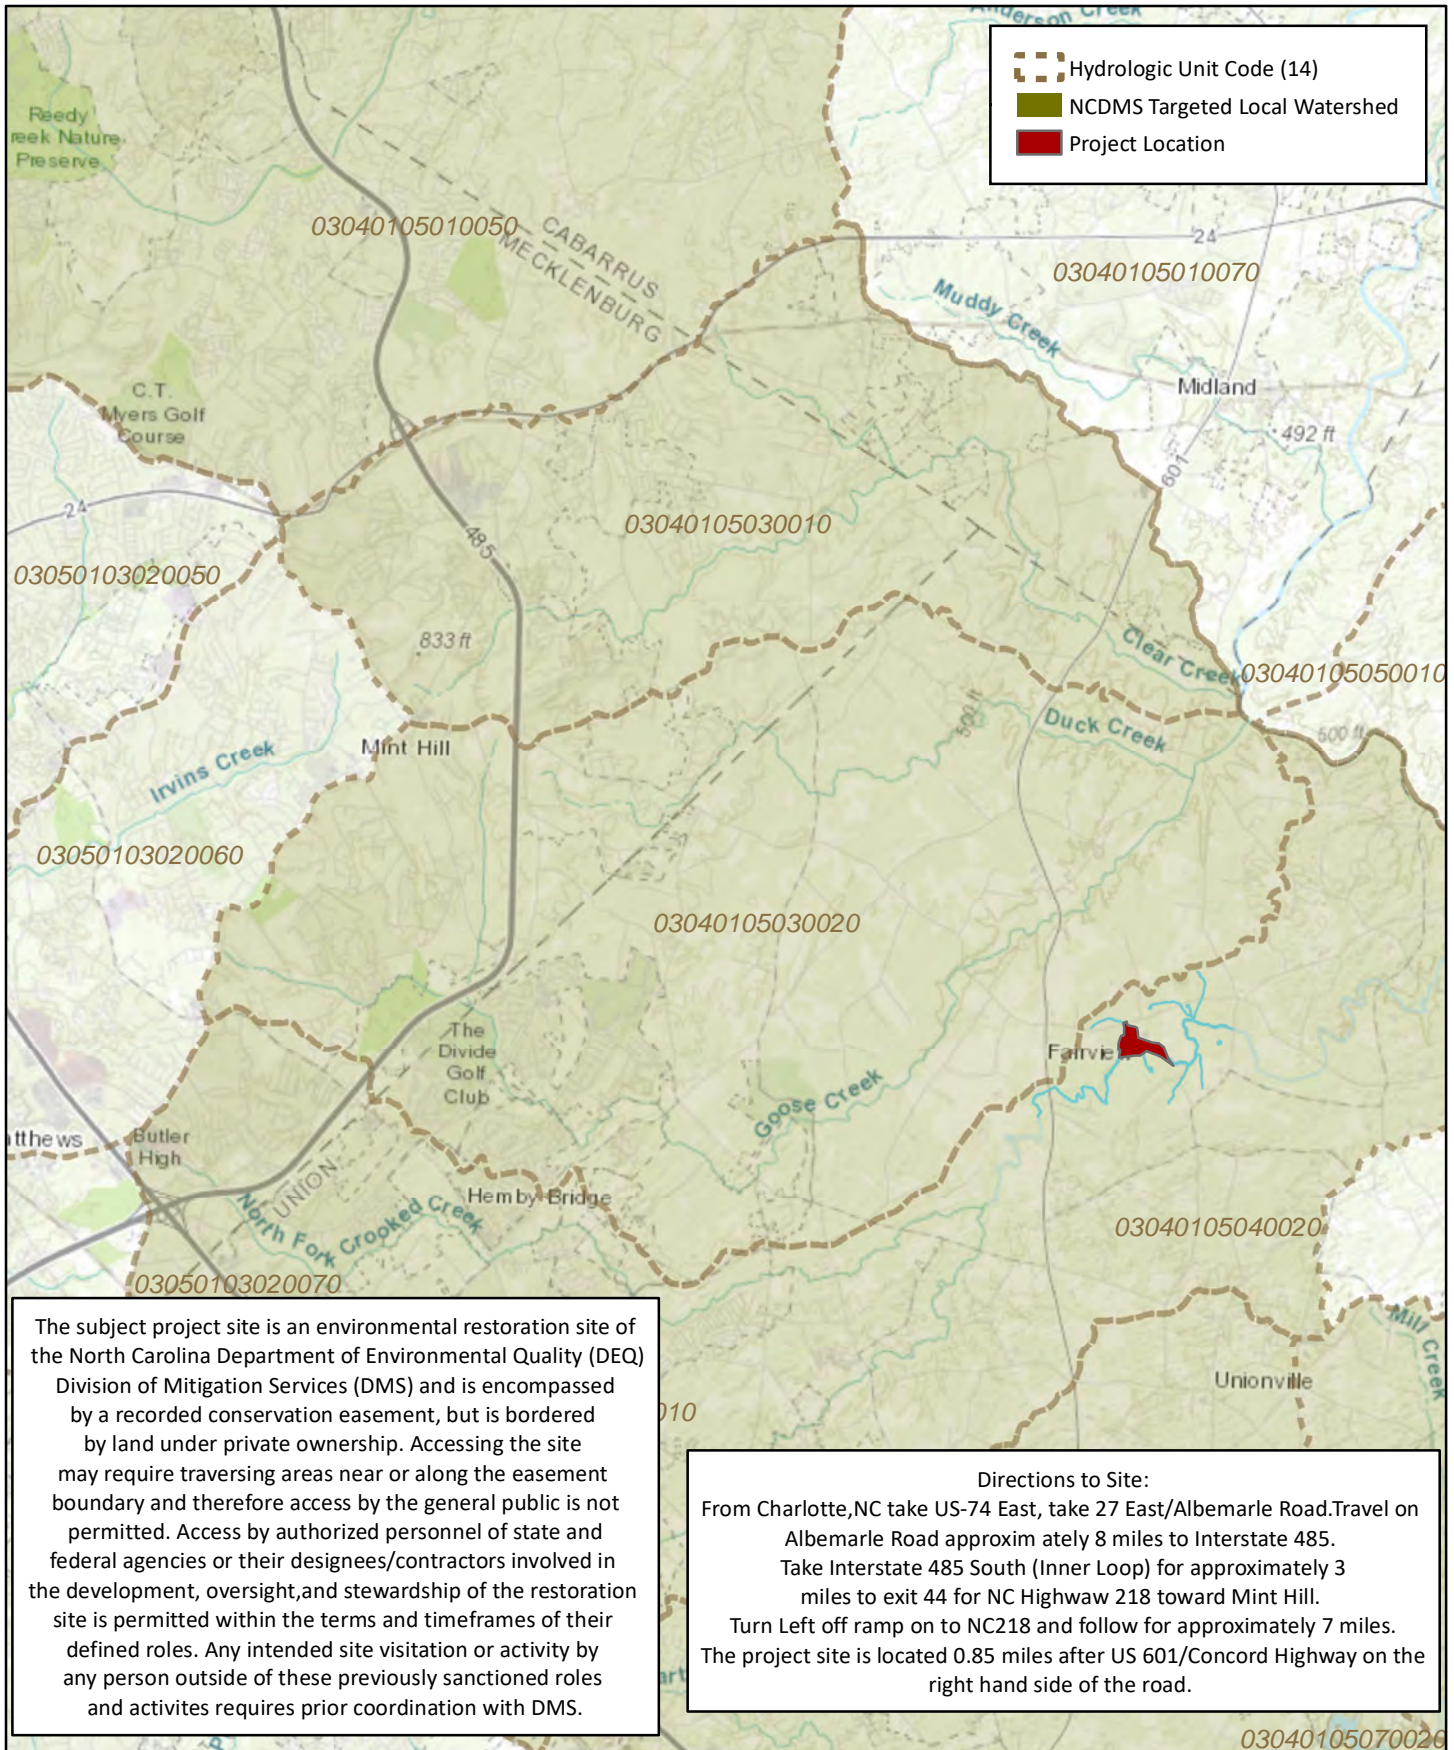 Anderson Creek
Hydrologic Unit Code (14)
NCDMS Targeted Local Watershed
Project Location
Reedy
reek Nature
Preserve
03040105010050
CABARRUS
MECKLENBURG
24
03040105010070
Muddy Creek
Midland
492 ft
C.T.
Myers Golf
Course
601
24
485
03040105030010
03050103020050
833 ft
Clear Creek
03040105050010
500 ft
Duck Creek
500 ft
Mint Hill
Irvins Creek
03050103020060
03040105030020
The
Divide
Golf
Club
Fairvie
Goose Creek
tthews
Butler
High
UNION
Hemby Bridge
North Fork Crooked Creek
03040105040020
03050103020070
Mill Creek
Unionville
010
The subject project site is an environmental restoration site of
the North Carolina Department of Environmental Quality (DEQ)
Division of Mitigation Services (DMS) and is encompassed
by a recorded conservation easement, but is bordered
by land under private ownership. Accessing the site
may require traversing areas near or along the easement
boundary and therefore access by the general public is not
permitted. Access by authorized personnel of state and
federal agencies or their designees/contractors involved in
the development, oversight,and stewardship of the restoration
site is permitted within the terms and timeframes of their
defined roles. Any intended site visitation or activity by
any person outside of these previously sanctioned roles
and activites requires prior coordination with DMS.
Directions to Site:
From Charlotte,NC take US-74 East, take 27 East/Albemarle Road.Travel on
Albemarle Road approxim ately 8 miles to Interstate 485.
Take Interstate 485 South (Inner Loop) for approximately 3
miles to exit 44 for NC Highwaw 218 toward Mint Hill.
Turn Left off ramp on to NC218 and follow for approximately 7 miles.
The project site is located 0.85 miles after US 601/Concord Highway on the
right hand side of the road.
art
03040105070020